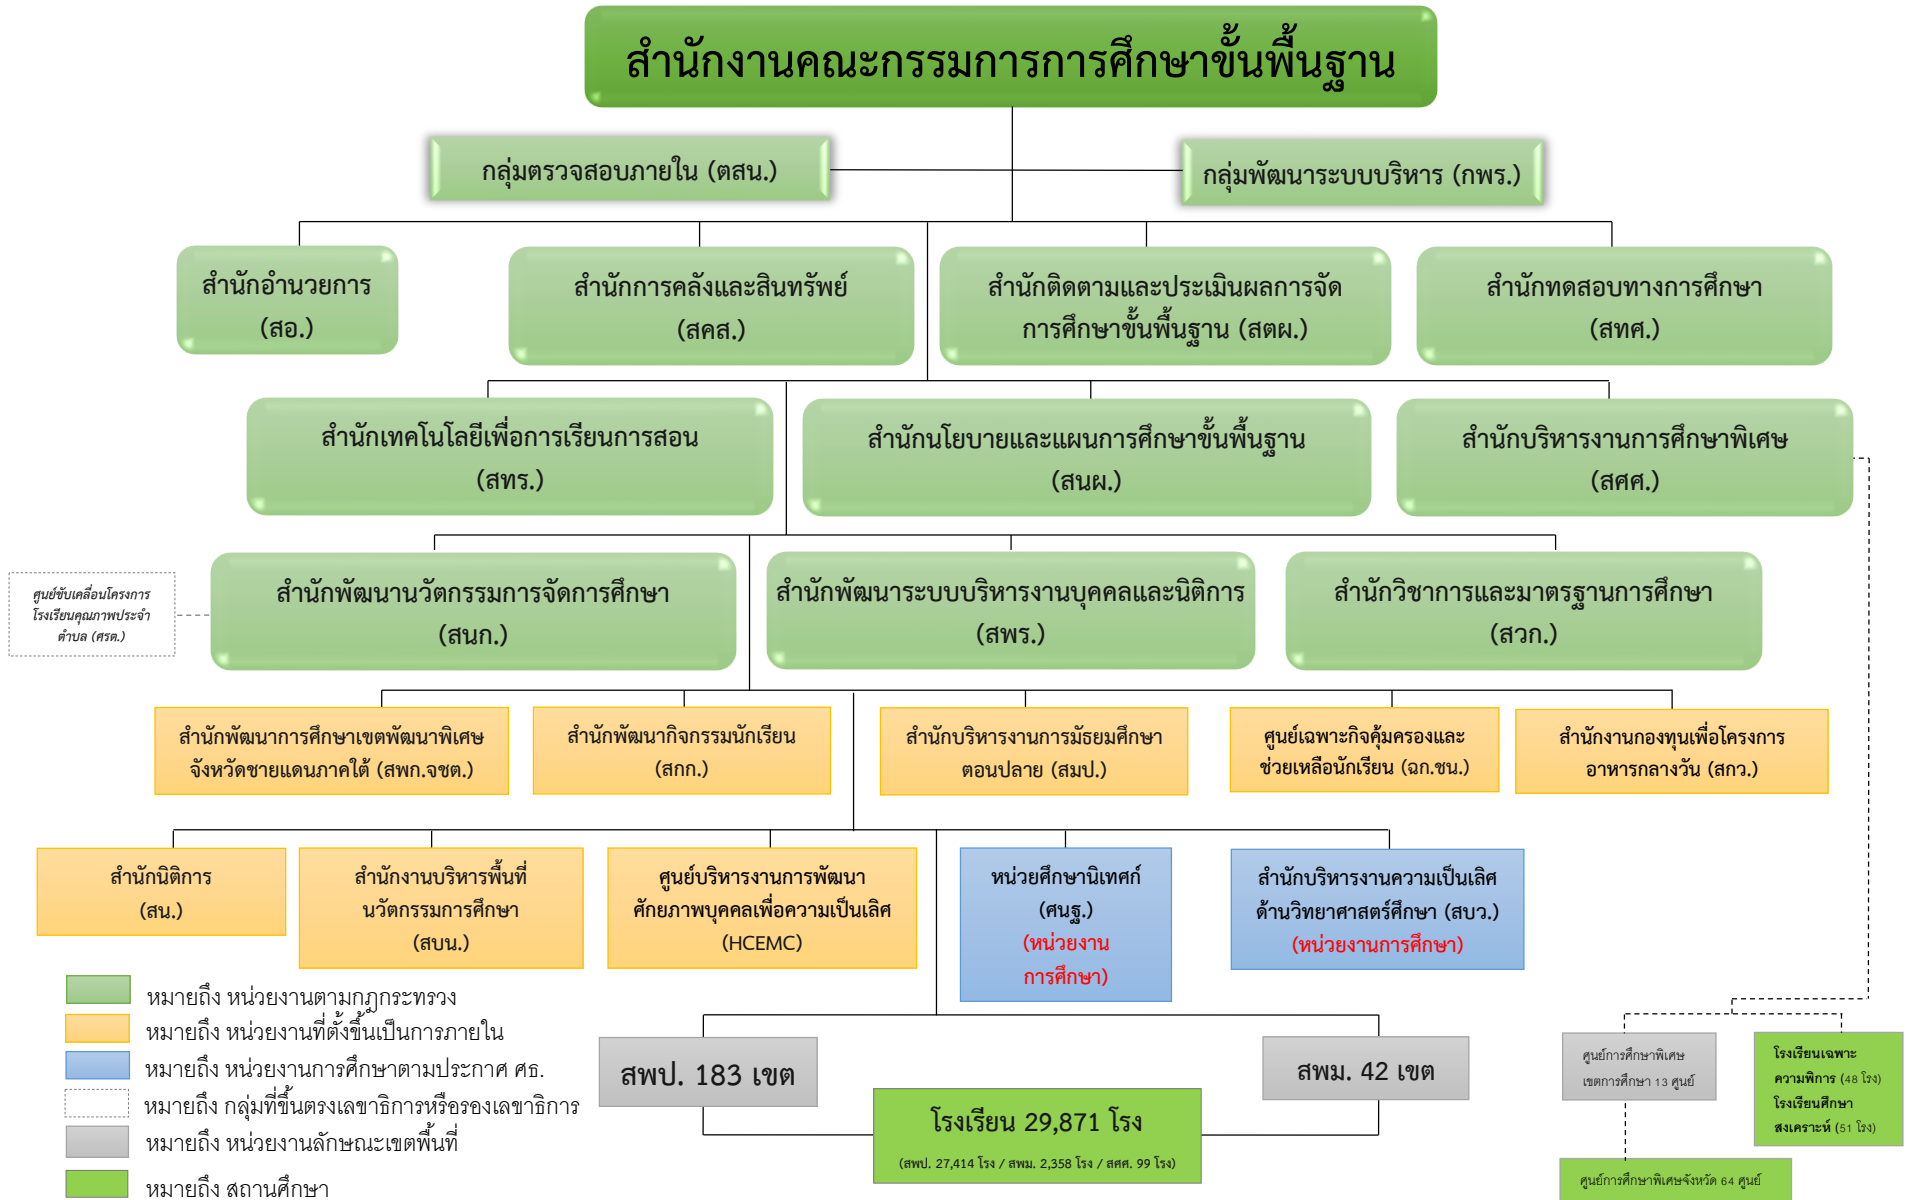 สำนักงานคณะกรรมการการศึกษาขั้นพื้นฐาน
กลุ่มตรวจสอบภายใน (ตสน.)
กลุ่มพัฒนาระบบบริหาร (กพร.)
สำนักอำนวยการ
(สอ.)
สำนักการคลังและสินทรัพย์
(สคส.)
สำนักติดตามและประเมินผลการจัด
การศึกษาขั้นพื้นฐาน (สตผ.)
สำนักทดสอบทางการศึกษา
(สทศ.)
สำนักเทคโนโลยีเพื่อการเรียนการสอน
(สทร.)
สำนักนโยบายและแผนการศึกษาขั้นพื้นฐาน
(สนผ.)
สำนักบริหารงานการศึกษาพิเศษ
(สศศ.)
ศูนย์ขับเคลื่อนโครงการ
โรงเรียนคุณภาพประจำ
ตำบล (ศรต.)
สำนักพัฒนานวัตกรรมการจัดการศึกษา
(สนก.)
สำนักพัฒนาระบบบริหารงานบุคคลและนิติการ
(สพร.)
สำนักวิชาการและมาตรฐานการศึกษา
(สวก.)
สำนักพัฒนาการศึกษาเขตพัฒนาพิเศษ
จังหวัดชายแดนภาคใต้ (สพก.จชต.)
สำนักพัฒนากิจกรรมนักเรียน
(สกก.)
สำนักบริหารงานการมัธยมศึกษา
ตอนปลาย (สมป.)
ศูนย์เฉพาะกิจคุ้มครองและ
ช่วยเหลือนักเรียน (ฉก.ชน.)
สำนักงานกองทุนเพื่อโครงการ
อาหารกลางวัน (สกว.)
สำนักนิติการ
(สน.)
สำนักงานบริหารพื้นที่
นวัตกรรมการศึกษา
(สบน.)
ศูนย์บริหารงานการพัฒนา
ศักยภาพบุคคลเพื่อความเป็นเลิศ
(HCEMC)
หน่วยศึกษานิเทศก์
(ศนฐ.)
(หน่วยงาน
การศึกษา)
สำนักบริหารงานความเป็นเลิศ
ด้านวิทยาศาสตร์ศึกษา (สบว.)
(หน่วยงานการศึกษา)
หมายถึง หน่วยงานตามกฎกระทรวง
หมายถึง หน่วยงานที่ตั้งขึ้นเป็นการภายใน
หมายถึง หน่วยงานการศึกษาตามประกาศ ศธ.
หมายถึง กลุ่มที่ขึ้นตรงเลขาธิการหรือรองเลขาธิการ
หมายถึง หน่วยงานลักษณะเขตพื้นที่
หมายถึง สถานศึกษา
สพป. 183 เขต
สพม. 42 เขต
โรงเรียน 29,871 โรง
(สพป. 27,414 โรง / สพม. 2,358 โรง / สศศ. 99 โรง)
ศูนย์การศึกษาพิเศษ
เขตการศึกษา 13 ศูนย์
โรงเรียนเฉพาะ
ความพิการ (48 โรง)
โรงเรียนศึกษา
สงเคราะห์ (51 โรง)
ศูนย์การศึกษาพิเศษจังหวัด 64 ศูนย์